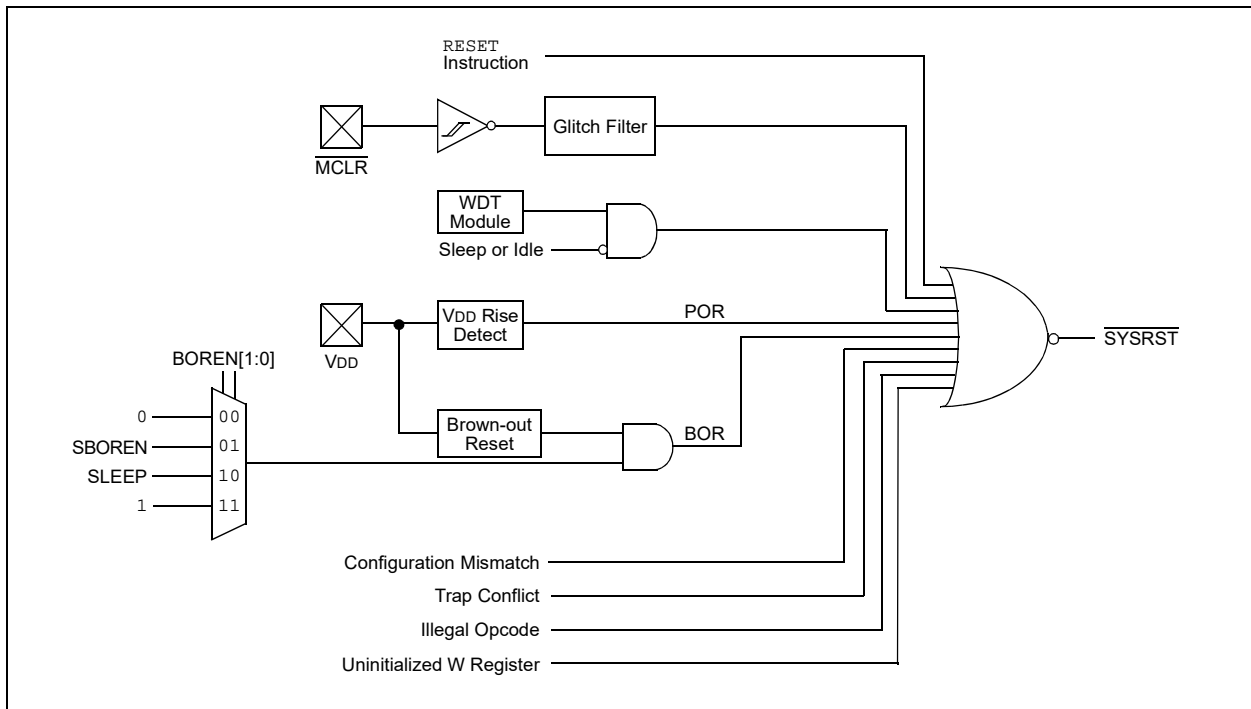 RESET
Instruction
Glitch Filter
MCLR
WDT
Module
Sleep or Idle
VDD Rise
Detect
POR
VDD
SYSRST
BOREN[1:0]
0 00
SBOREN 01
SLEEP 10
1 11
Brown-out
Reset
BOR
Configuration Mismatch
Trap Conflict
Illegal Opcode
Uninitialized W Register